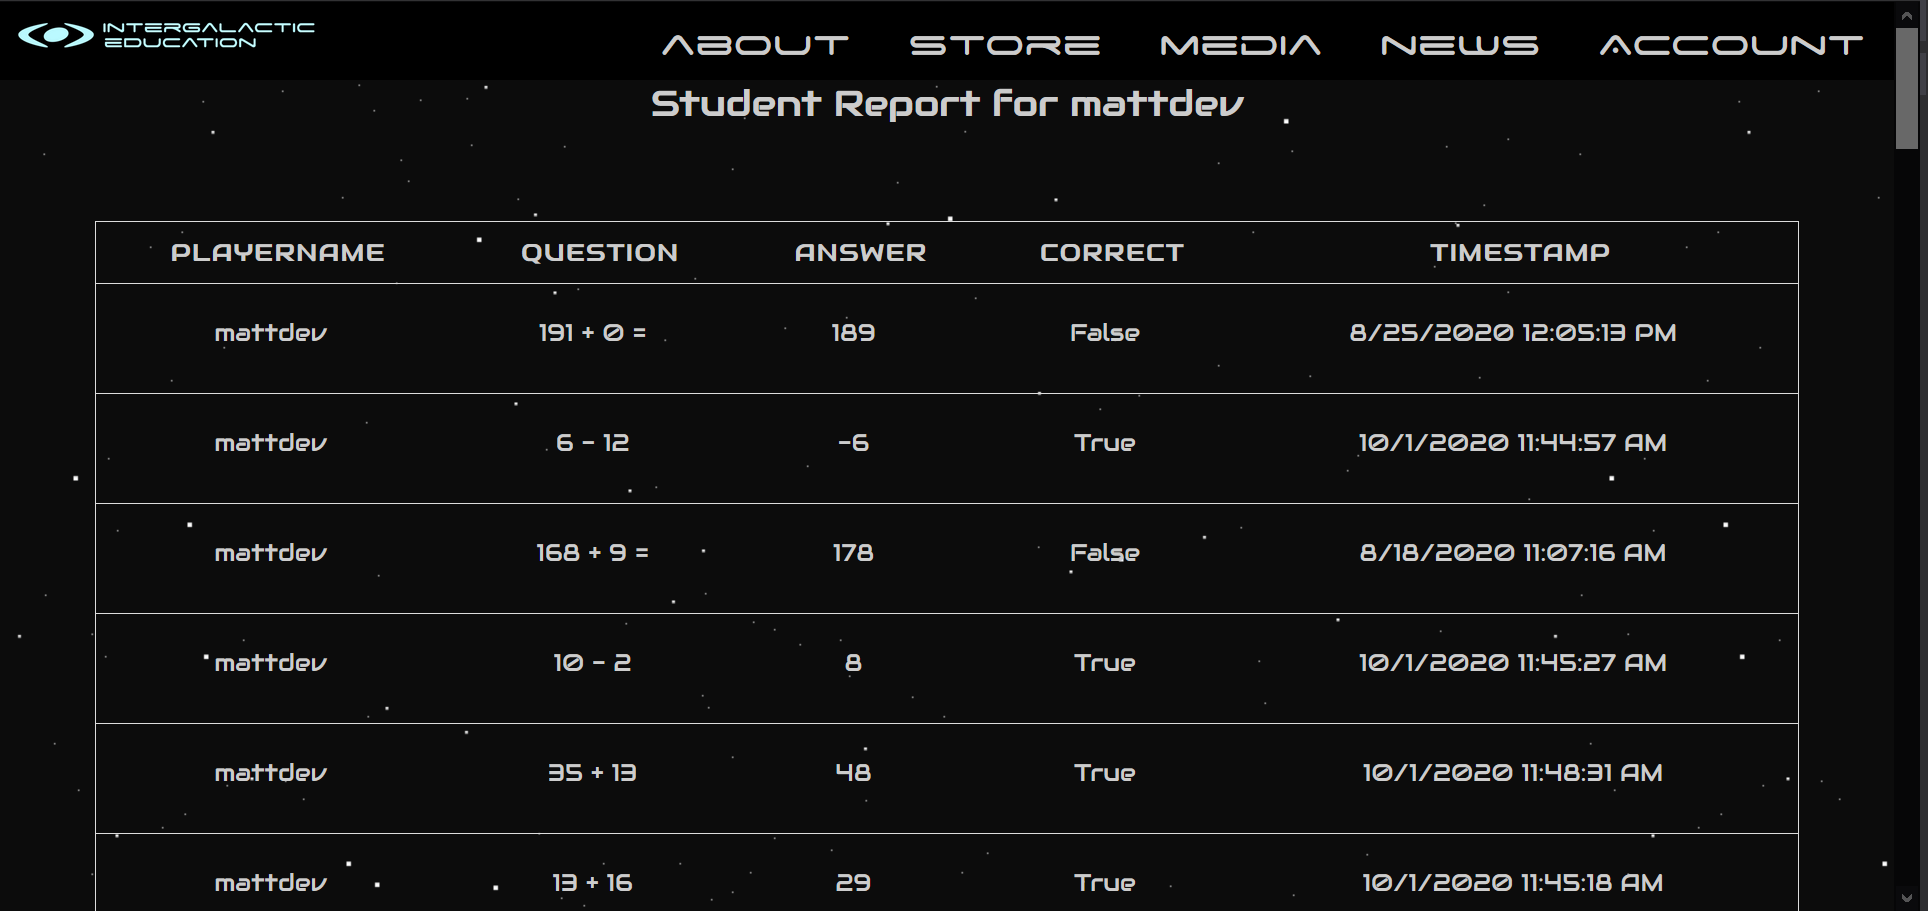 INTERGALACTIC
EDUCATION
ABOUT STORE MEDIA NEWS ACCOUNT
Student Report for mattdev
PLAYERNAME QUESTION ANSWER CORRECT TIMESTAMP
mattdev 191 + 0 = 189 False 8/25/2020 12:05:13 PM
mattdev 6 - 12 -6 True 10/1/2020 11:44:57 AM
mattdev 168 + 9 = 178 False 8/18/2020 11:07:16 AM
mattdev 10 - 2 8 True 10/1/2020 11:45:27 AM
mattdev 35 + 13 48 True 10/1/2020 11:48:31 AM
mattdev 13 + 16 29 True 10/1/2020 11:45:18 AM